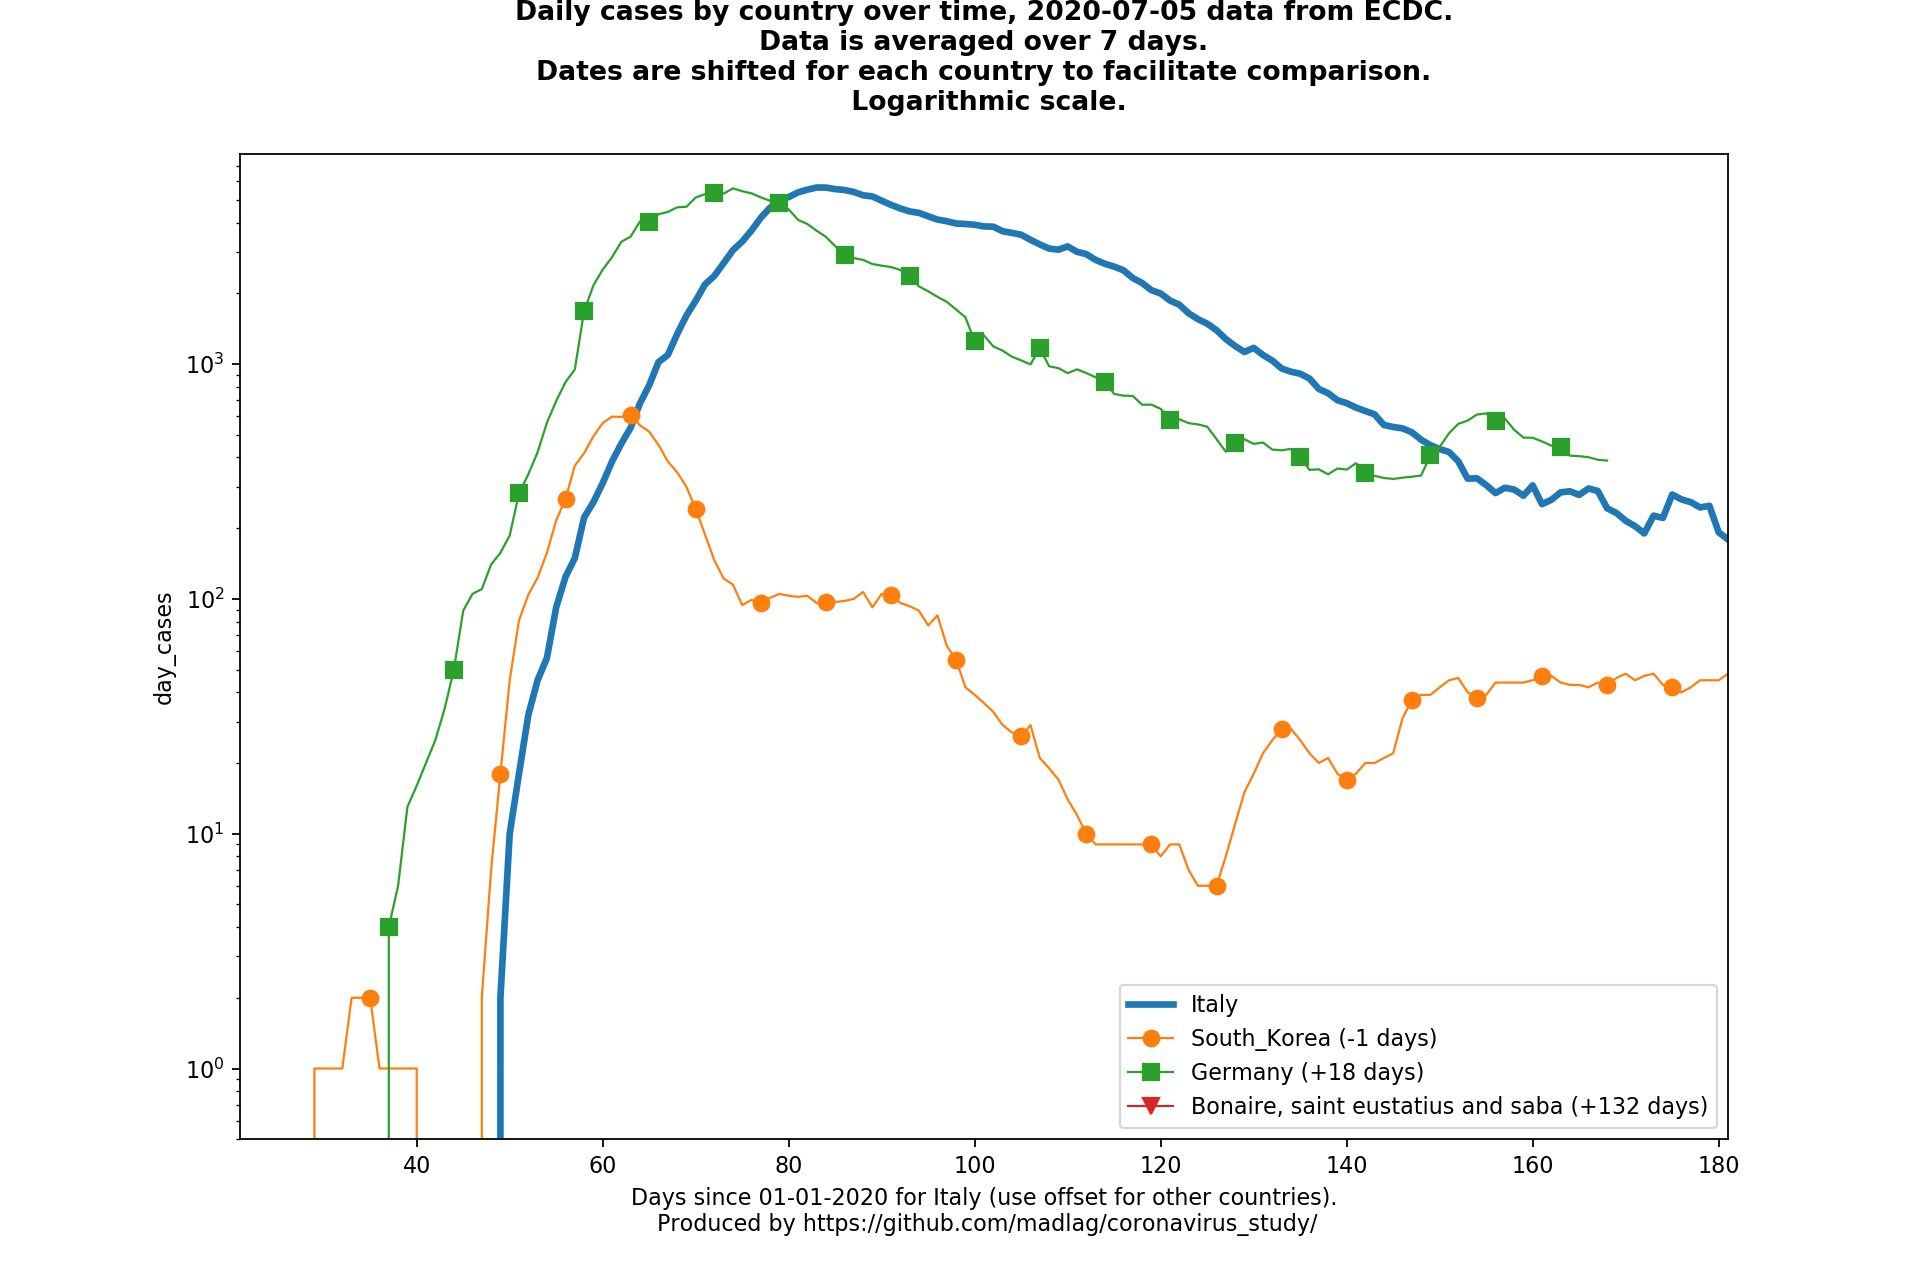 Daily cases by country over time, 2020-07-05 data from ECDC.
Data is averaged over 7 days.
Dates are shifted for each country to facilitate comparison.
Logarithmic scale.
10³
10²
10¹
10⁰
day_cases
Italy
South_Korea (-1 days)
Germany (+18 days)
Bonaire, saint eustatius and saba (+132 days)
40 60 80 100 120 140 160 180
Days since 01-01-2020 for Italy (use offset for other countries).
Produced by https://github.com/madlag/coronavirus_study/